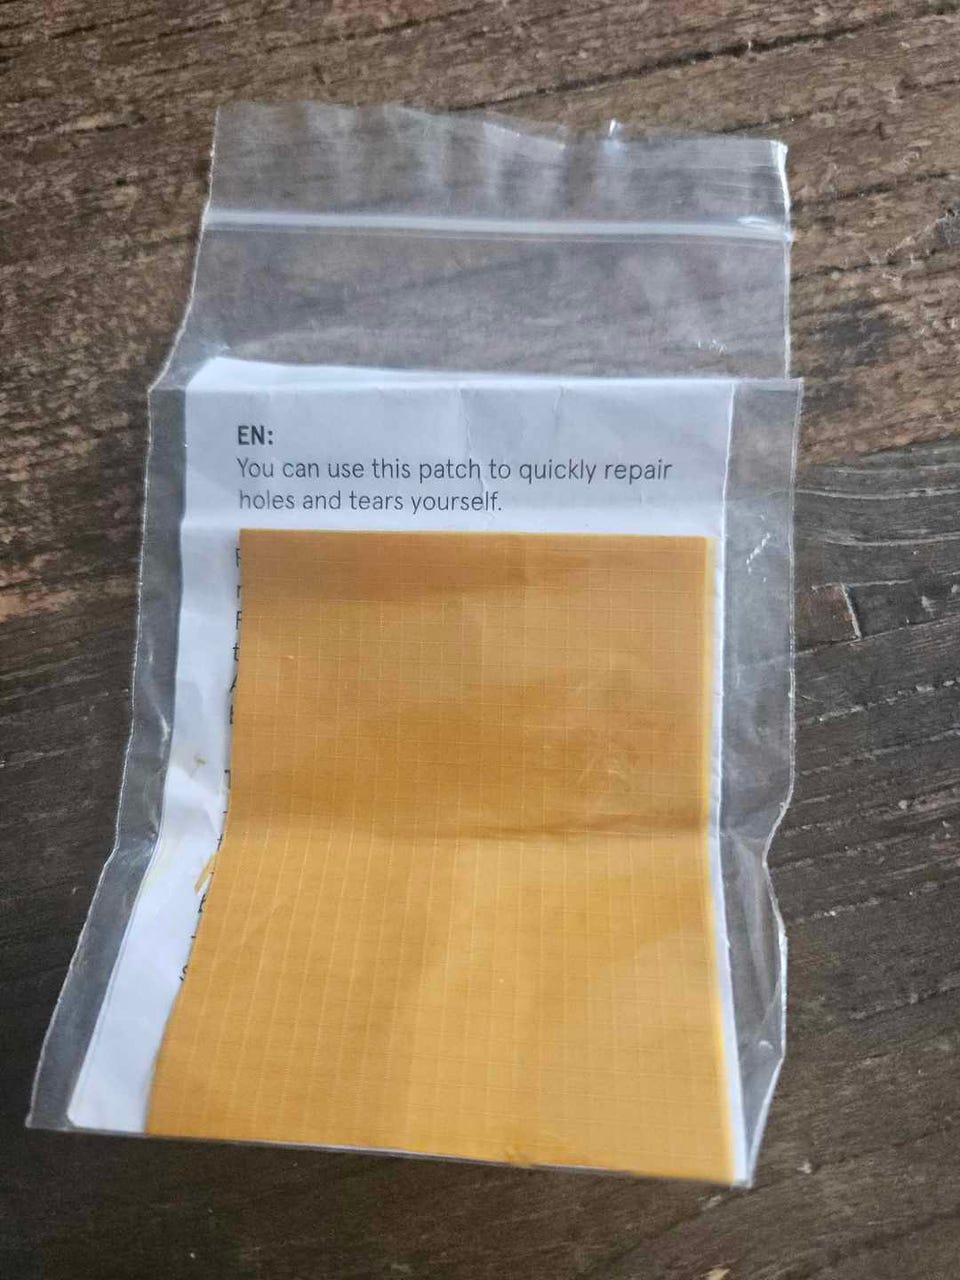 EN:
You can use this patch to quickly repair
holes and tears yourself.